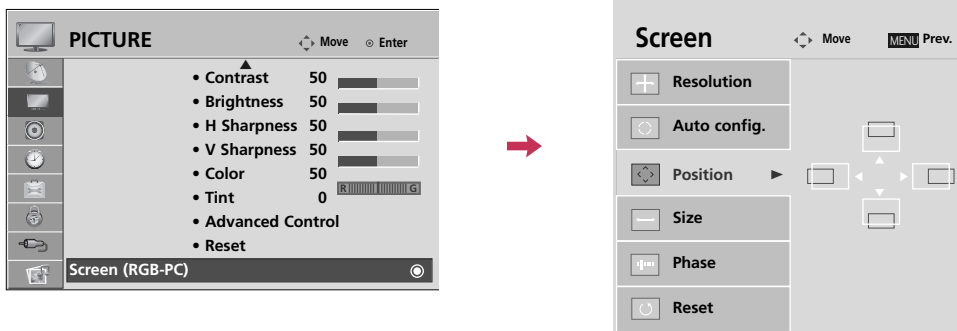 PICTURE Move Enter
• Contrast 50
• Brightness 50
• H Sharpness 50
• V Sharpness 50
• Color 50
• Tint 0 R G
• Advanced Control
• Reset
Screen (RGB-PC)
Screen Move MENU Prev.
Resolution
Auto config.
Position
Size
Phase
Reset